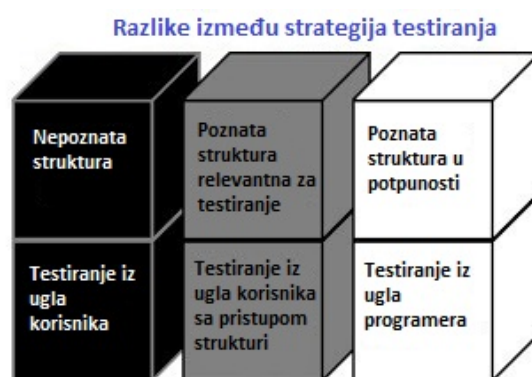 Razlike između strategija testiranja
Nepoznata
struktura
Poznata
struktura
relevantna za
testiranje
Poznata
struktura u
potpunosti
Testiranje iz
ugla
korisnika
Testiranje iz
ugla korisnika
sa pristupom
strukturi
Testiranje iz
ugla
programera